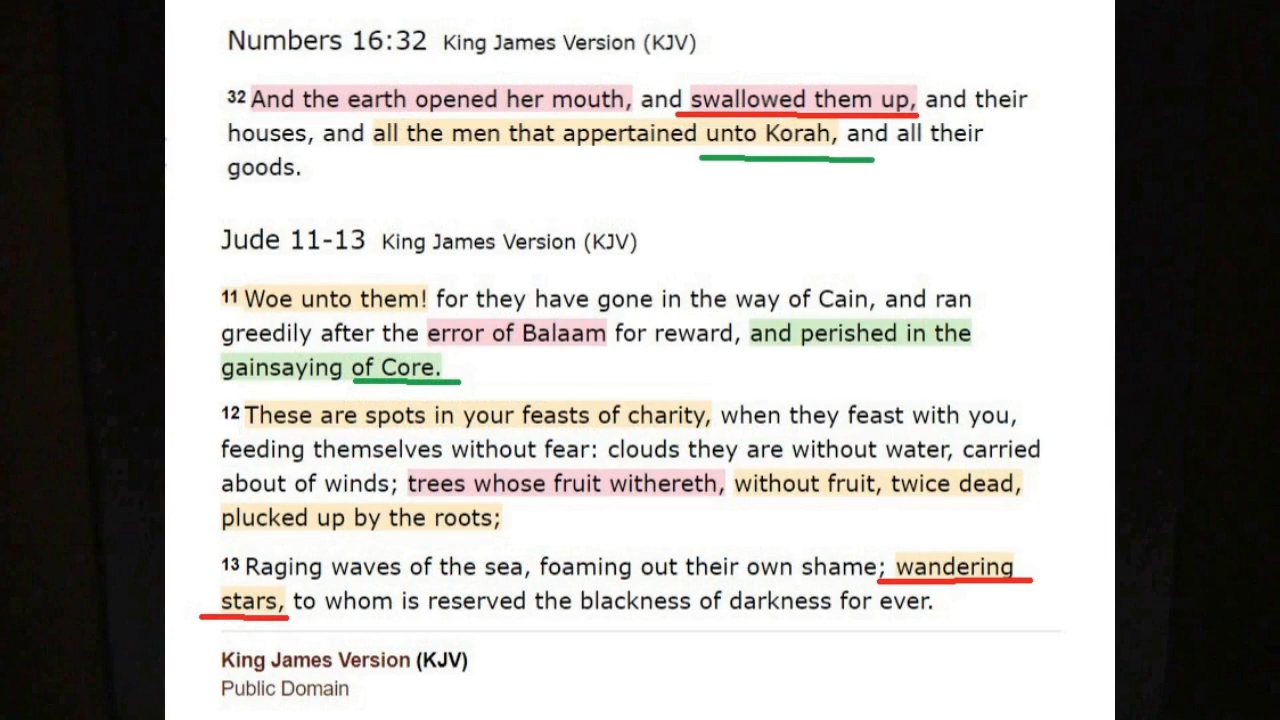 Numbers 16:32 King James Version (KJV)
32 And the earth opened her mouth, and swallowed them up, and their
houses, and all the men that appertained unto Korah, and all their
goods.
Jude 11-13 King James Version (KJV)
11 Woe unto them! for they have gone in the way of Cain, and ran
greedily after the error of Balaam for reward, and perished in the
gainsaying of Core.
12 These are spots in your feasts of charity, when they feast with you,
feeding themselves without fear: clouds they are without water, carried
about of winds; trees whose fruit withereth, without fruit, twice dead,
plucked up by the roots;
13 Raging waves of the sea, foaming out their own shame; wandering
stars, to whom is reserved the blackness of darkness for ever.
King James Version (KJV)
Public Domain